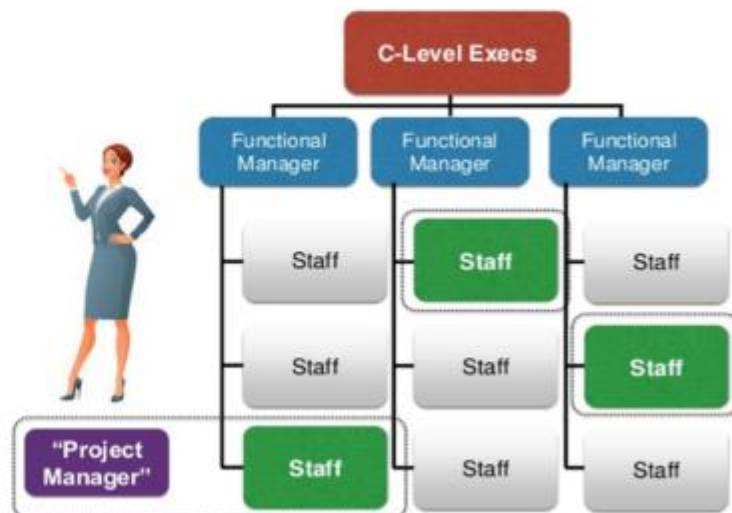 C-Level Execs
Functional
Manager
Functional
Manager
Functional
Manager
Staff
Staff
Staff
Staff
Staff
Staff
“Project
Manager”
Staff
Staff
Staff